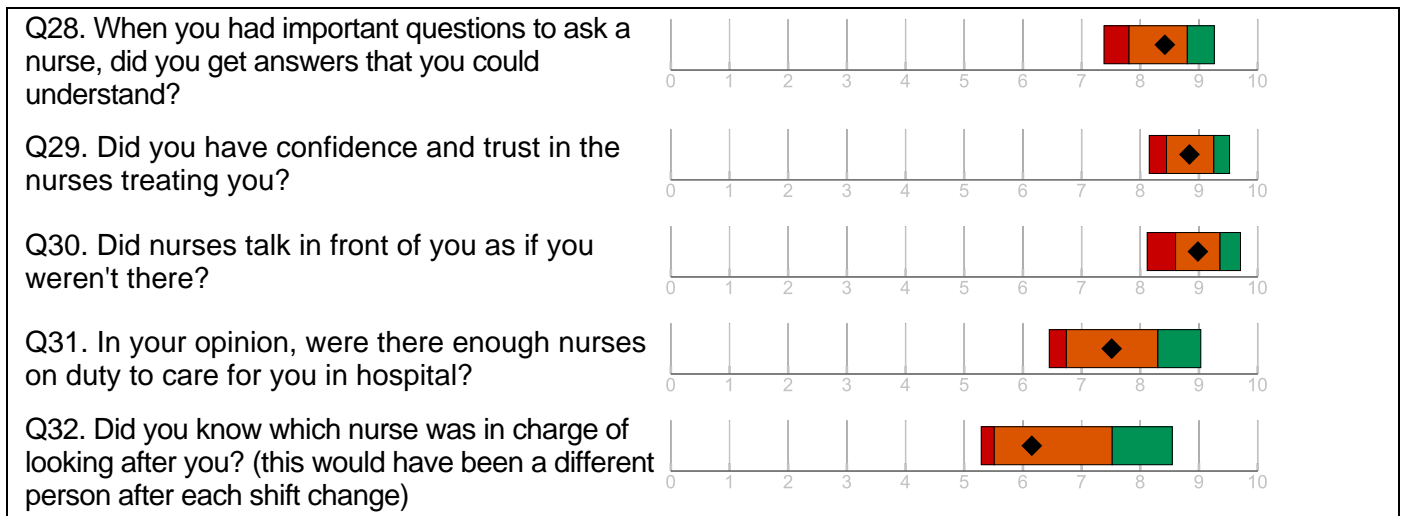 Q28. When you had important questions to ask a
nurse, did you get answers that you could
understand?
0 1 2 3 4 5 6 7 8 9 10
Q29. Did you have confidence and trust in the
nurses treating you?
0 1 2 3 4 5 6 7 8 9 10
Q30. Did nurses talk in front of you as if you
weren't there?
0 1 2 3 4 5 6 7 8 9 10
Q31. In your opinion, were there enough nurses
on duty to care for you in hospital?
0 1 2 3 4 5 6 7 8 9 10
Q32. Did you know which nurse was in charge of
looking after you? (this would have been a different
person after each shift change)
0 1 2 3 4 5 6 7 8 9 10